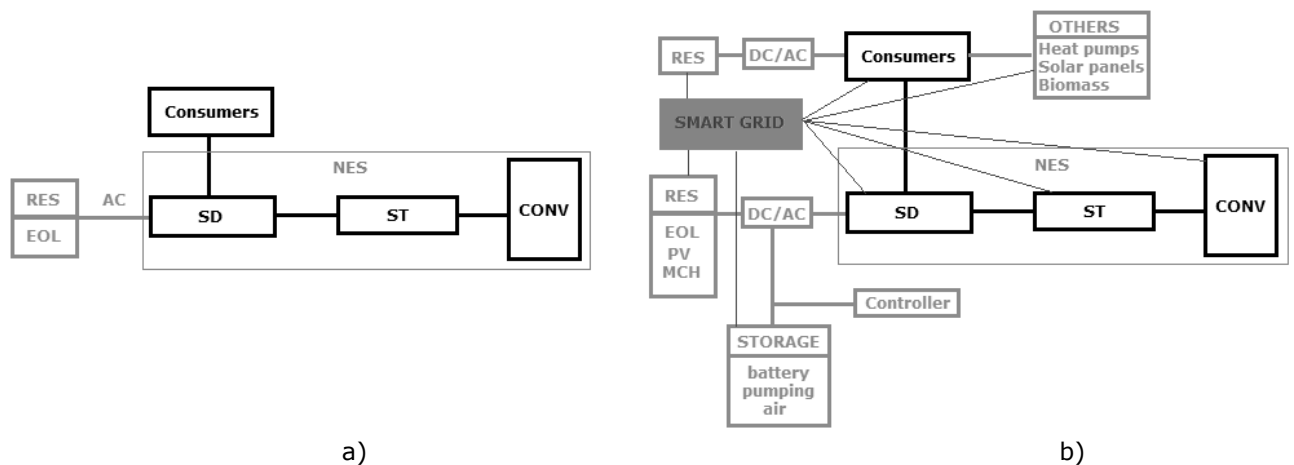 Consumers
NES
RES
AC
EOL
SD
ST
CONV
a)
OTHERS
Heat pumps
Solar panels
Biomass
RES
DC/AC
Consumers
SMART GRID
NES
RES
EOL
PV
MCH
DC/AC
SD
ST
CONV
Controller
STORAGE
battery
pumping
air
b)